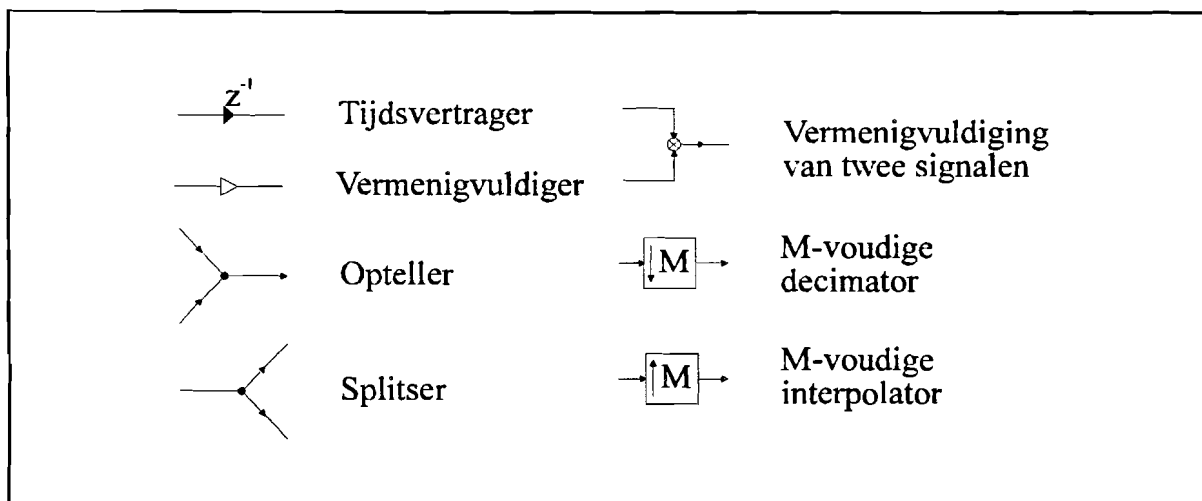 z⁻¹
Tijdsvertrager
Vermenigvuldiger
Opteller
Splitser
Vermenigvuldiging
van twee signalen
↓M
M-voudige
decimator
↑M
M-voudige
interpolator